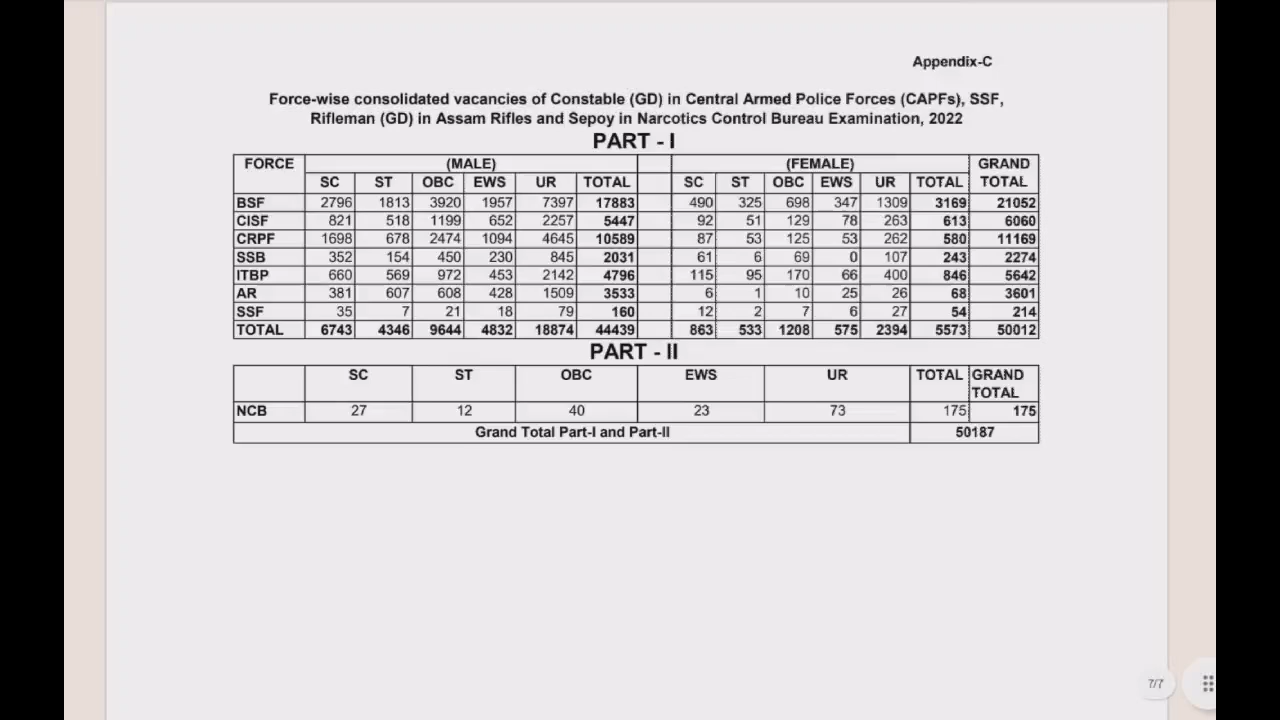 Appendix-C
Force-wise consolidated vacancies of Constable (GD) in Central Armed Police Forces (CAPFs), SSF,
Rifleman (GD) in Assam Rifles and Sepoy in Narcotics Control Bureau Examination, 2022
PART - I
FORCE (MALE) (FEMALE) GRAND
SC ST OBC EWS UR TOTAL SC ST OBC EWS UR TOTAL TOTAL
BSF 2796 1813 3920 1957 7397 17883 490 325 698 347 1309 3169 21052
CISF 821 518 1199 652 2257 5447 92 51 129 78 263 613 6060
CRPF 1698 678 2474 1094 4645 10589 87 53 125 53 262 580 11169
SSB 352 154 450 230 845 2031 61 6 69 0 107 243 2274
ITBP 660 569 972 453 2142 4796 115 95 170 66 400 846 5642
AR 381 607 608 428 1509 3533 6 1 10 25 26 68 3601
SSF 35 7 21 18 79 160 12 2 7 6 27 54 214
TOTAL 6743 4346 9644 4832 18874 44439 863 533 1208 575 2394 5573 50012
PART - II
SC ST OBC EWS UR TOTAL GRAND
TOTAL
NCB 27 12 40 23 73 175 175
Grand Total Part-I and Part-II 50187
7/7